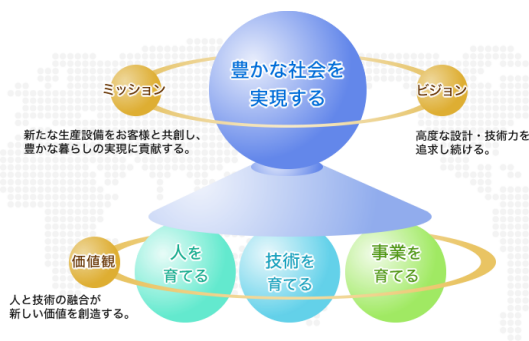 豊かな社会を
実現する
ミッション
ビジョン
新たな生産設備をお客様と共創し、
豊かな暮らしの実現に貢献する。
高度な設計・技術力を
追求し続ける。
価値観
人を
育てる
技術を
育てる
事業を
育てる
人と技術の融合が
新しい価値を創造する。